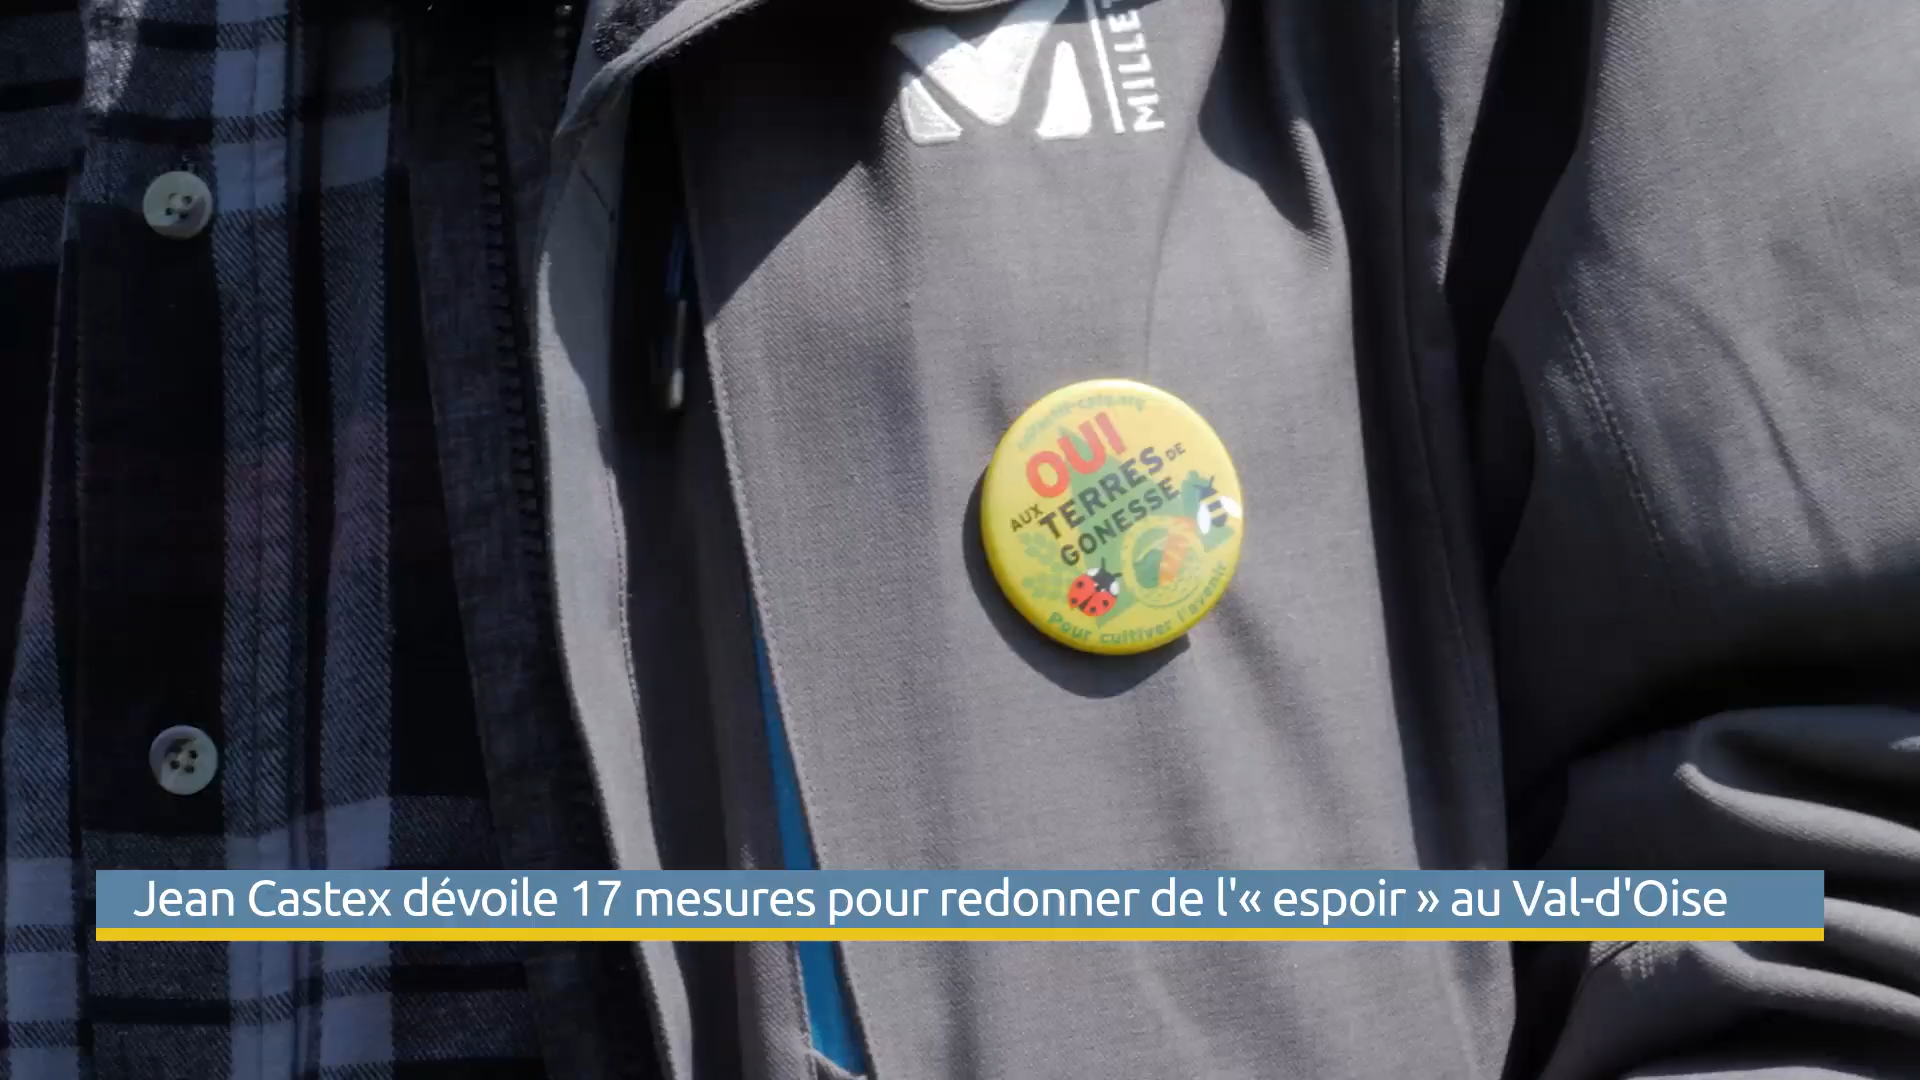 MILLET
OUI
AUX TERRES DE
GONESSE
Pour cultiver l'avenir
Jean Castex dévoile 17 mesures pour redonner de l'« espoir » au Val-d'Oise